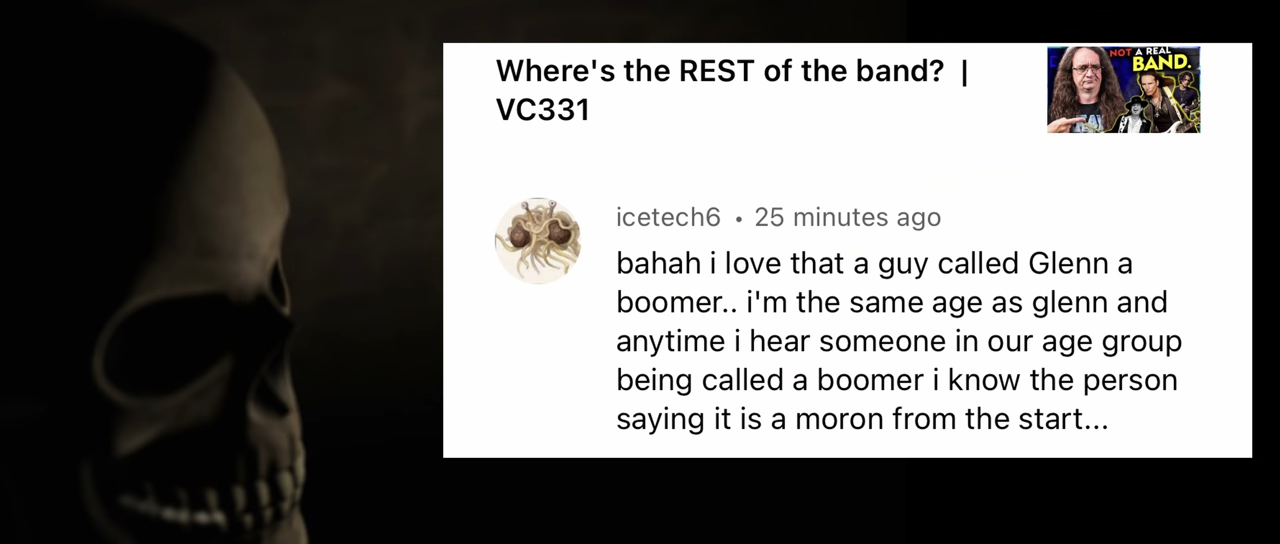 Where's the REST of the band? |
VC331
NOT A REAL
BAND.
icetech6 • 25 minutes ago
bahah i love that a guy called Glenn a
boomer.. i'm the same age as glenn and
anytime i hear someone in our age group
being called a boomer i know the person
saying it is a moron from the start...